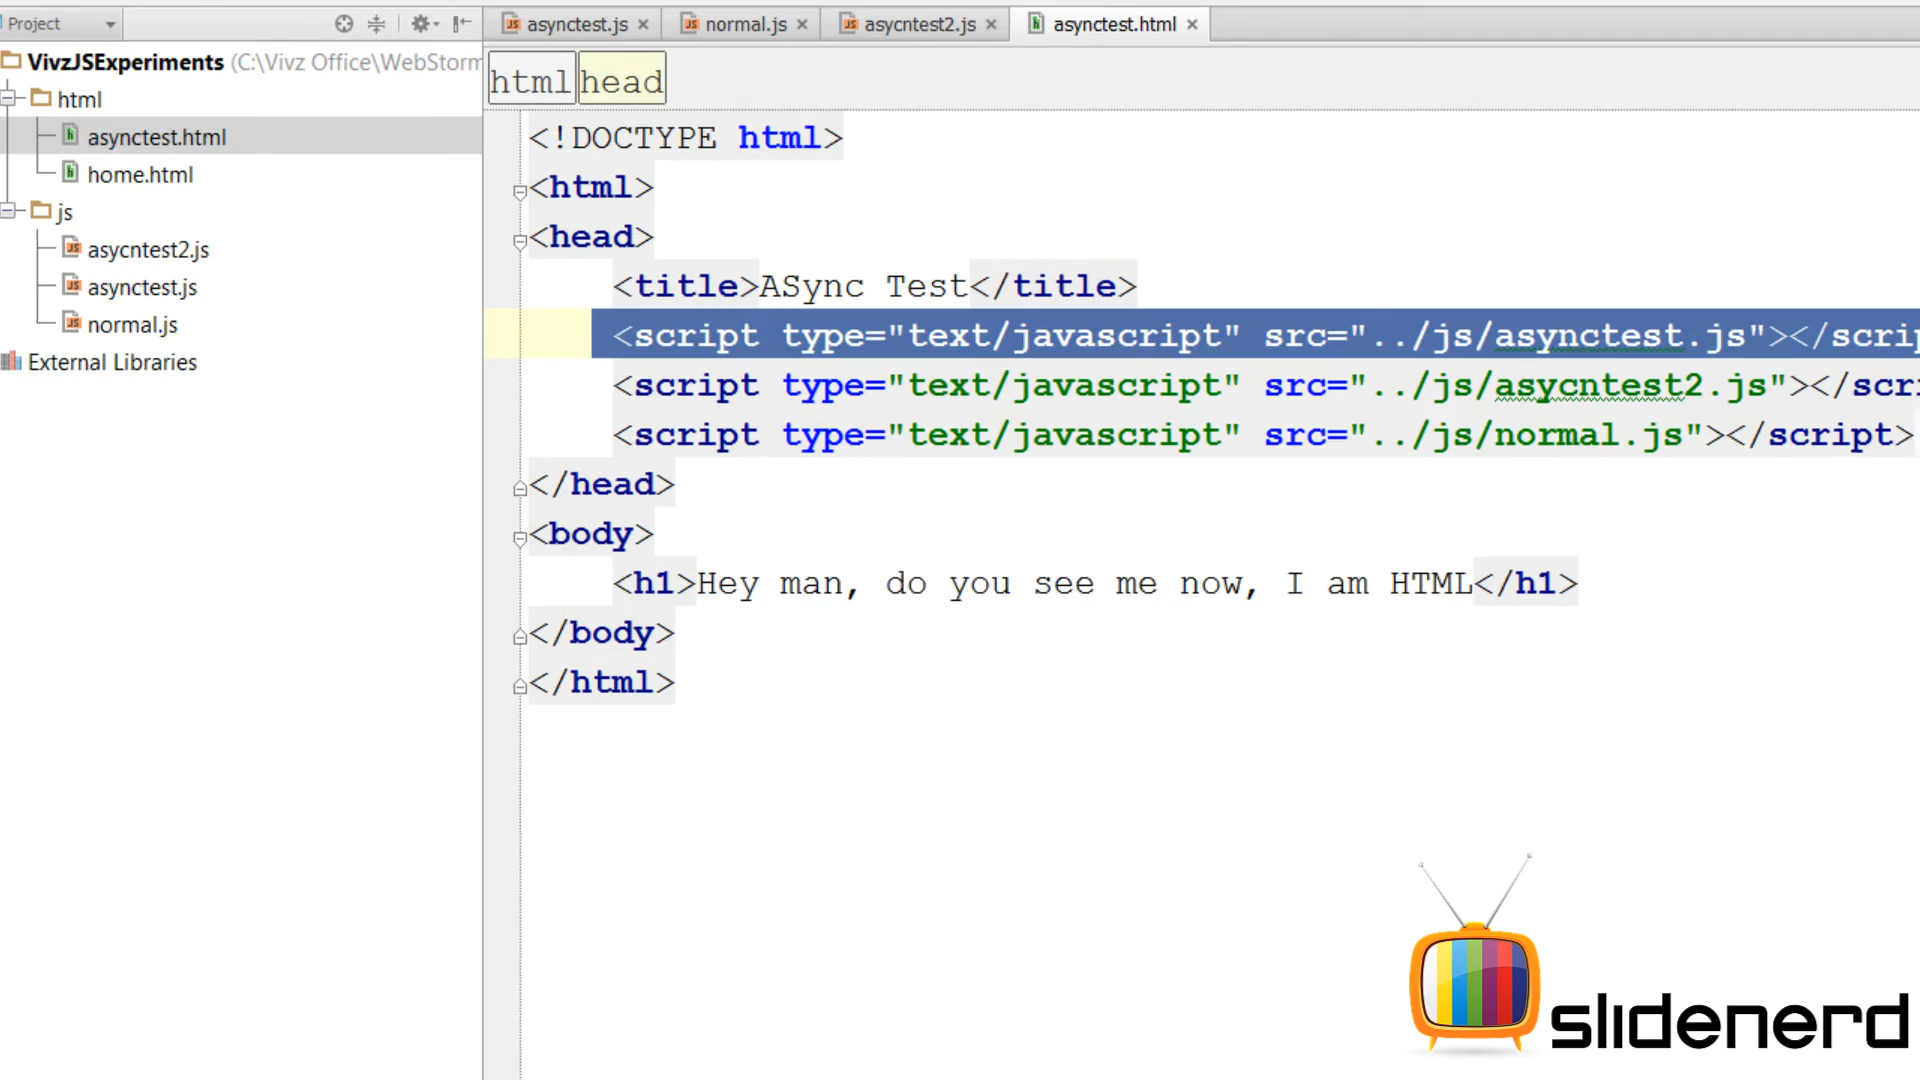 Project
asynctest.js
normal.js
asycntest2.js
asynctest.html
VivzJSExperiments (C:\Vivz Office\WebStorm
html
asynctest.html
home.html
js
asycntest2.js
asynctest.js
normal.js
External Libraries
html head
<!DOCTYPE html>
<html>
<head>
<title>ASync Test</title>
<script type="text/javascript" src="../js/asynctest.js"></scrip
<script type="text/javascript" src="../js/asycntest2.js"></scri
<script type="text/javascript" src="../js/normal.js"></script>
</head>
<body>
<h1>Hey man, do you see me now, I am HTML</h1>
</body>
</html>
slidenerd